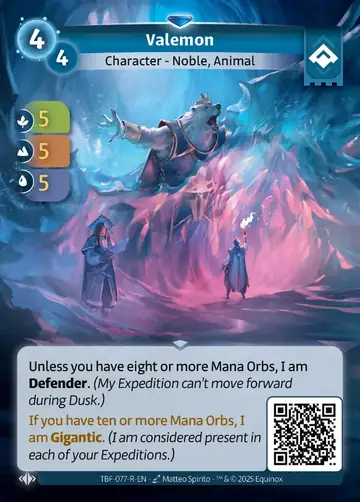 4
4
Valemon
Character - Noble, Animal
5
5
5
Unless you have eight or more Mana Orbs, I am
Defender. (My Expedition can't move forward
during Dusk.)
If you have ten or more Mana Orbs, I
am Gigantic. (I am considered present in
each of your Expeditions.)
TBF-077-R-EN - Matteo Spirito - ™ & © 2025 Equinox